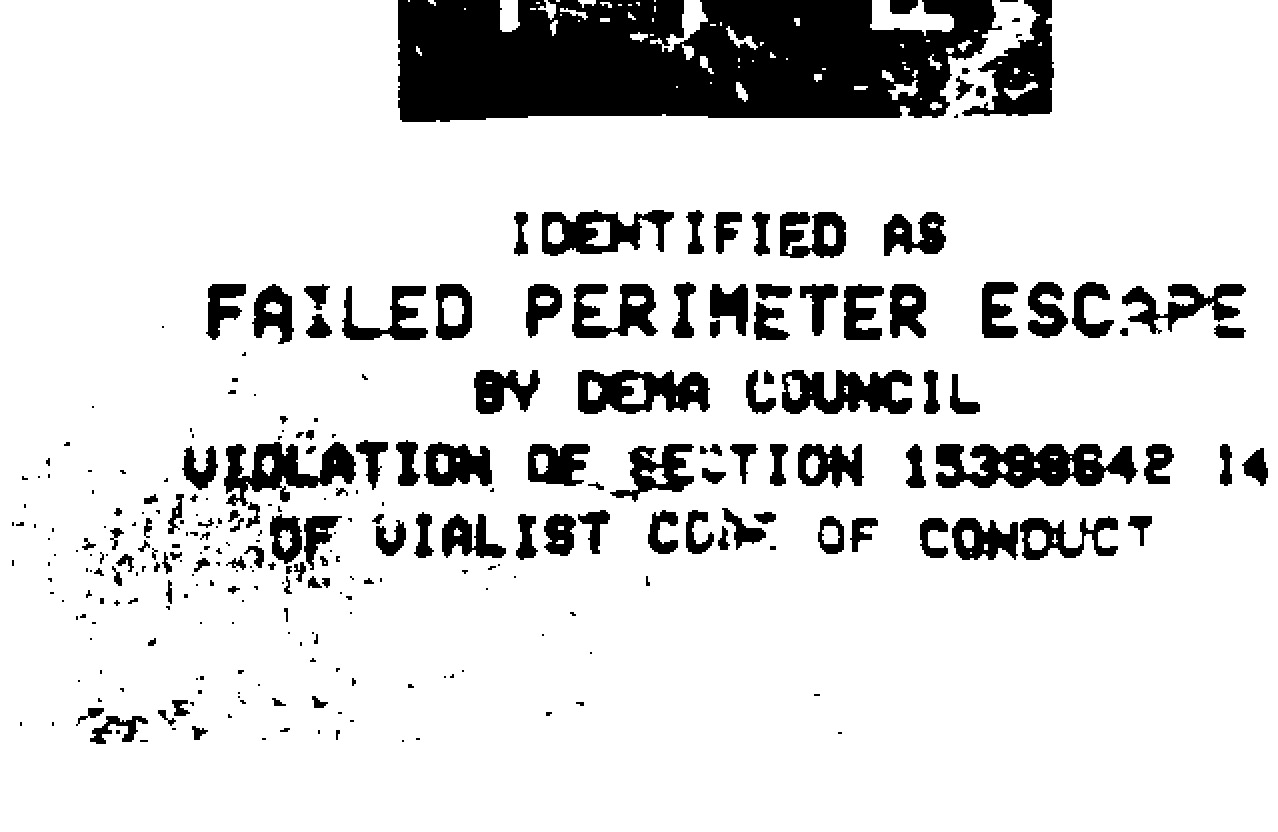 IDENTIFIED AS
FAILED PERIMETER ESCAPE
BY DEMA COUNCIL
VIOLATION OF SECTION 15398642 14
OF VIALIST CODE OF CONDUCT